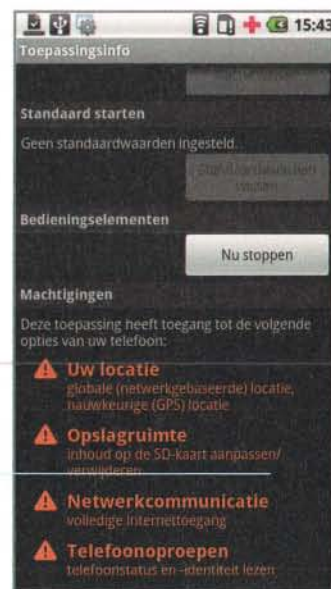 15:43
Toepassingsinfo
Standaard starten
Geen standaardwaarden ingesteld.
Bedieningselementen
Nu stoppen
Machtigingen
Deze toepassing heeft toegang tot de volgende
opties van uw telefoon:
Uw locatie
globale (netwerkgebaseerde) locatie,
nauwkeurige (GPS) locatie
Opslagruimte
inhoud op de SD-kaart aanpassen/
verwijderen
Netwerkcommunicatie
volledige internettoegang
Telefoonoproepen
telefoonstatus en -identiteit lezen